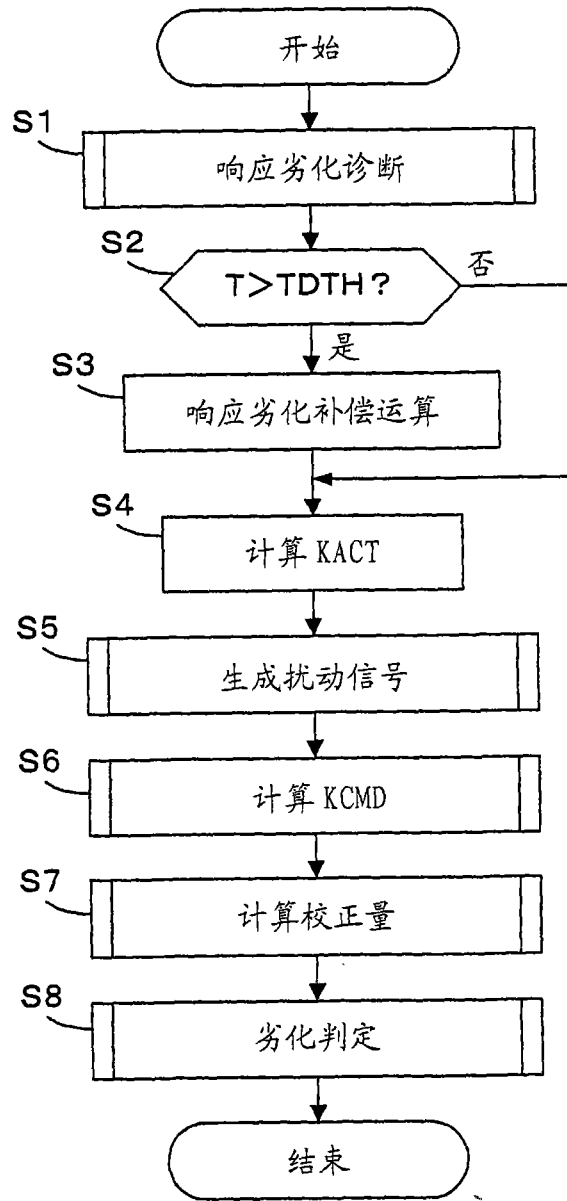 开始
S1
响应劣化诊断
S2
T>TDTH?
否
是
S3
响应劣化补偿运算
S4
计算 KACT
S5
生成扰动信号
S6
计算 KCMD
S7
计算校正量
S8
劣化判定
结束